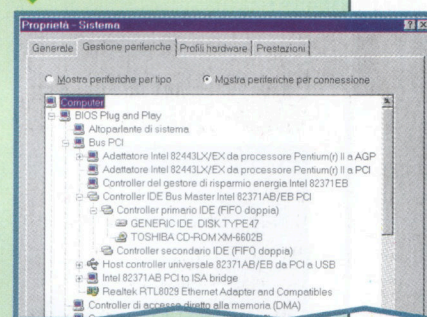 Proprietà - Sistema
Generale Gestione periferiche Profili hardware Prestazioni
Mostra periferiche per tipo Mostra periferiche per connessione
Computer
BIOS Plug and Play
Altoparlante di sistema
Bus PCI
Adattatore Intel 82443LX/EX da processore Pentium(r) II a AGP
Adattatore Intel 82443LX/EX da processore Pentium(r) II a PCI
Controller del gestore di risparmio energia Intel 82371EB
Controller IDE Bus Master Intel 82371AB/EB PCI
Controller primario IDE (FIFO doppia)
GENERIC IDE DISK TYPE47
TOSHIBA CD-ROM XM-6602B
Controller secondario IDE (FIFO doppia)
Host controller universale 82371AB/EB da PCI a USB
Intel 82371AB PCI to ISA bridge
Realtek RTL8029 Ethernet Adapter and Compatibles
Controller di accesso diretto alla memoria (DMA)